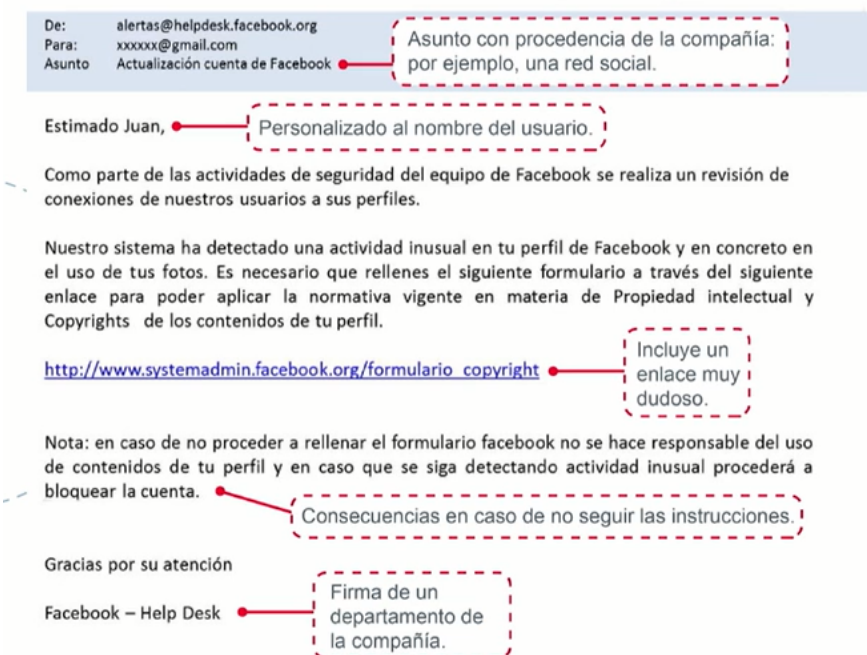 De: alertas@helpdesk.facebook.org
Para: xxxxxx@gmail.com
Asunto Actualización cuenta de Facebook
Asunto con procedencia de la compañía:
por ejemplo, una red social.
Estimado Juan,
Personalizado al nombre del usuario.
Como parte de las actividades de seguridad del equipo de Facebook se realiza un revisión de
conexiones de nuestros usuarios a sus perfiles.
Nuestro sistema ha detectado una actividad inusual en tu perfil de Facebook y en concreto en
el uso de tus fotos. Es necesario que rellenes el siguiente formulario a través del siguiente
enlace para poder aplicar la normativa vigente en materia de Propiedad intelectual y
Copyrights de los contenidos de tu perfil.
http://www.systemadmin.facebook.org/formulario_copyright
Incluye un
enlace muy
dudoso.
Nota: en caso de no proceder a rellenar el formulario facebook no se hace responsable del uso
de contenidos de tu perfil y en caso que se siga detectando actividad inusual procederá a
bloquear la cuenta.
Consecuencias en caso de no seguir las instrucciones.
Gracias por su atención
Facebook – Help Desk
Firma de un
departamento de
la compañía.